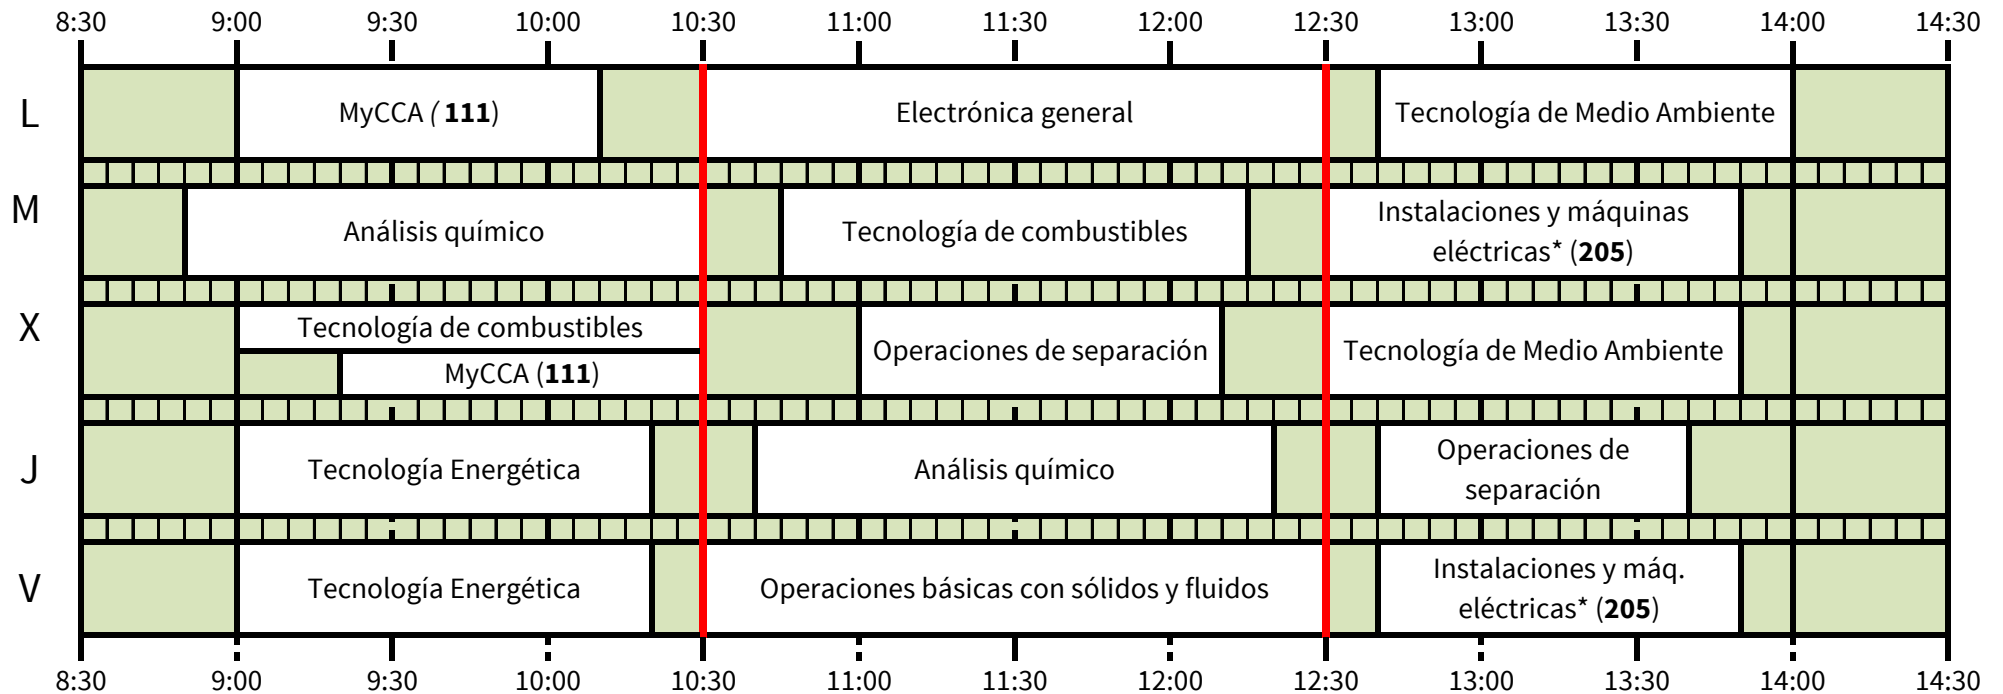 8:30 9:00 9:30 10:00 10:30 11:00 11:30 12:00 12:30 13:00 13:30 14:00 14:30
L MyCCA ( 111) Electrónica general Tecnología de Medio Ambiente
M Análisis químico Tecnología de combustibles Instalaciones y máquinas
eléctricas* (205)
X Tecnología de combustibles
MyCCA (111) Operaciones de separación Tecnología de Medio Ambiente
J Tecnología Energética Análisis químico Operaciones de
separación
V Tecnología Energética Operaciones básicas con sólidos y fluidos Instalaciones y máq.
eléctricas* (205)
8:30 9:00 9:30 10:00 10:30 11:00 11:30 12:00 12:30 13:00 13:30 14:00 14:30